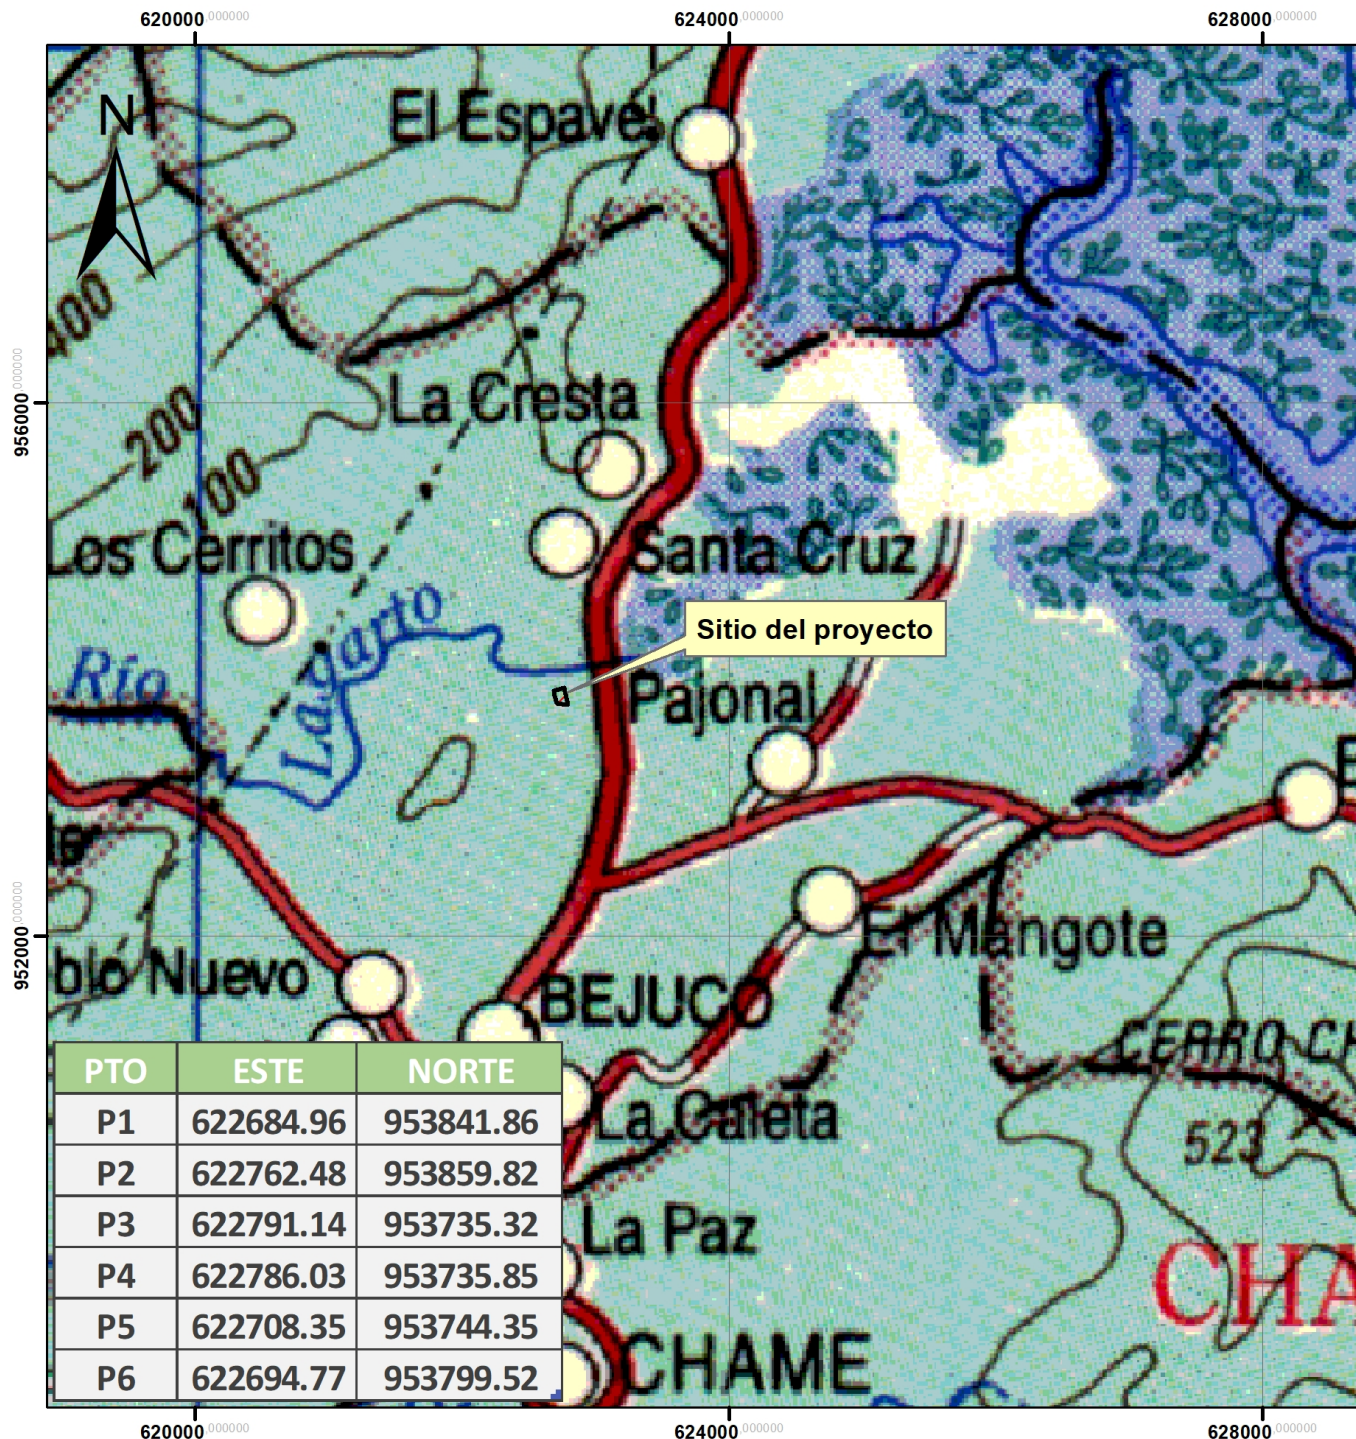 620000,000000 624000,000000 628000,000000
N
El Espavel
400
La Cresta
956000,000000
200
100
Los Cerritos
Santa Cruz
Lagarto
Sitio del proyecto
Río
Pajonal
El Mangote
952000,000000
blo Nuevo
BEJUCO
CERRO CH
La Caleta
523
La Paz
CHA
CHAME
PTO ESTE NORTE
P1 622684.96 953841.86
P2 622762.48 953859.82
P3 622791.14 953735.32
P4 622786.03 953735.85
P5 622708.35 953744.35
P6 622694.77 953799.52
620000,000000 624000,000000 628000,000000